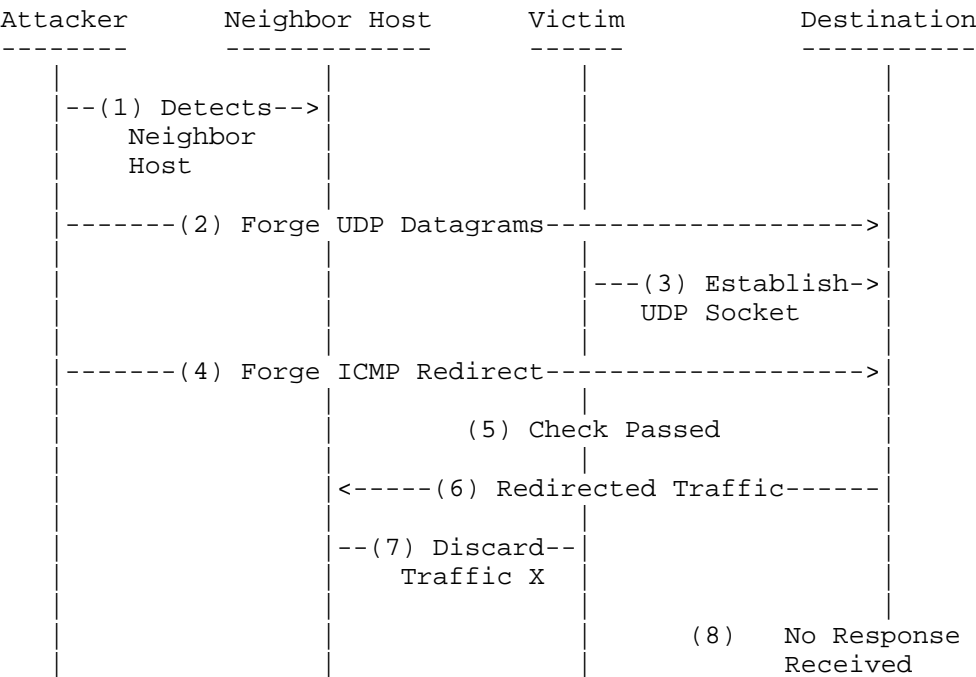 Attacker      Neighbor Host      Victim           Destination
--------      -------------      ------           -----------
   |                 |               |                  |
   |--(1) Detects-->|               |                  |
   |    Neighbor     |               |                  |
   |    Host         |               |                  |
   |                 |               |                  |
   |-------(2) Forge UDP Datagrams-------------------->|
   |                 |               |                  |
   |                 |               |---(3) Establish->|
   |                 |               |   UDP Socket     |
   |                 |               |                  |
   |-------(4) Forge ICMP Redirect-------------------->|
   |                 |               |                  |
   |                 |        (5) Check Passed          |
   |                 |               |                  |
   |                 |<-----(6) Redirected Traffic------|
   |                 |               |                  |
   |                 |--(7) Discard--|                  |
   |                 |    Traffic X  |                  |
   |                 |               |                  |
   |                 |               |      (8)   No Response
   |                 |               |            Received